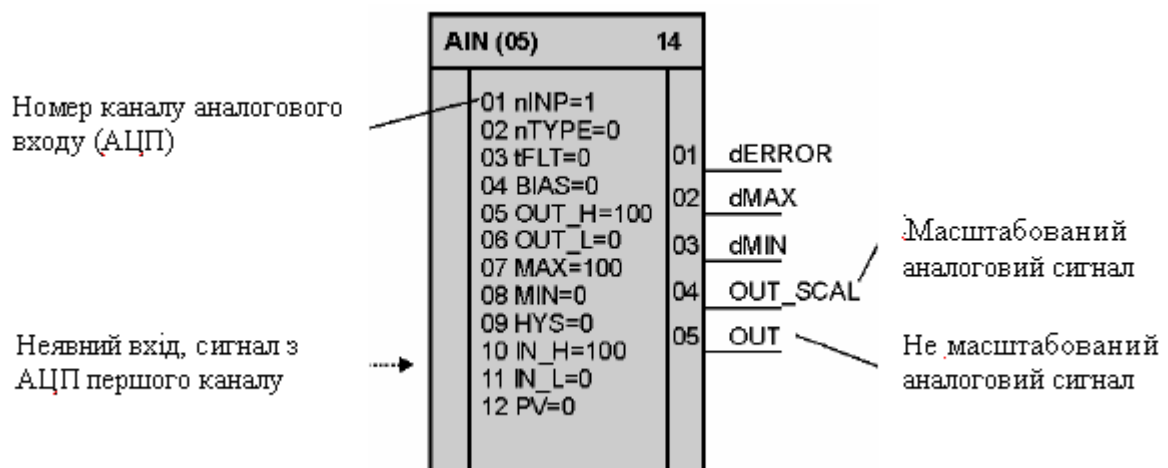 AIN (05) 14
Номер каналу аналогового
входу (АЦП)
01 nINP=1
02 nTYPE=0
03 tFLT=0
04 BIAS=0
05 OUT_H=100
06 OUT_L=0
07 MAX=100
08 MIN=0
09 HYS=0
10 IN_H=100
11 IN_L=0
12 PV=0
Неявний вхід, сигнал з
АЦП першого каналу
01 dERROR
02 dMAX
03 dMIN
04 OUT_SCAL
05 OUT
Масштабований
аналоговий сигнал
Не масштабований
аналоговий сигнал